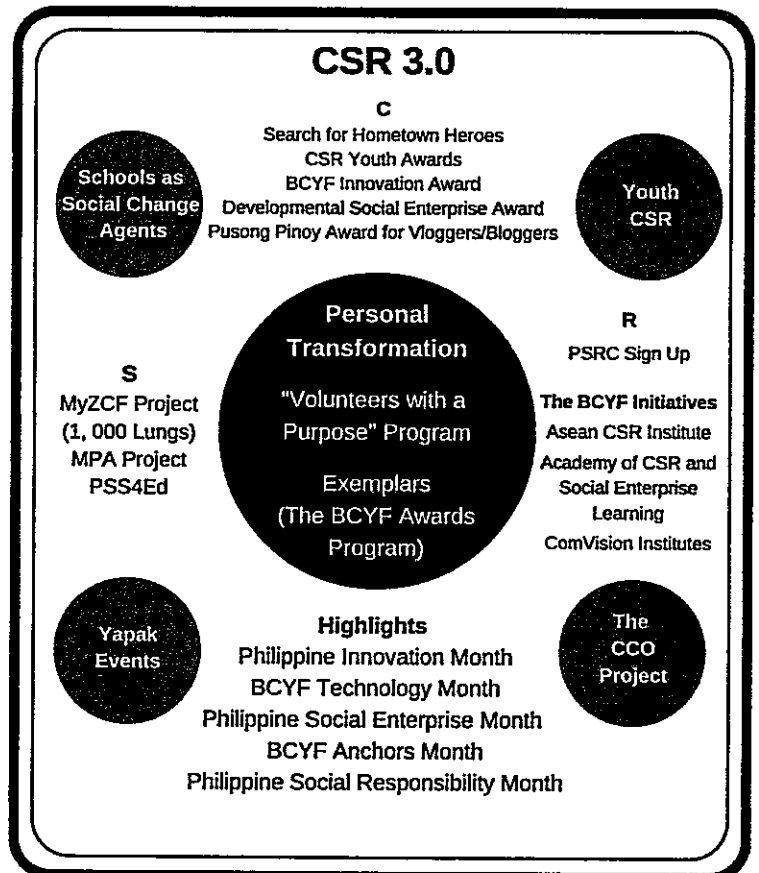 CSR 3.0
C
Search for Hometown Heroes
CSR Youth Awards
BCYF Innovation Award
Developmental Social Enterprise Award
Pusong Pinoy Award for Vloggers/Bloggers
Schools as
Social Change
Agents
Youth
CSR
Personal
Transformation
"Volunteers with a
Purpose" Program
Exemplars
(The BCYF Awards
Program)
S
MyZCF Project
(1, 000 Lungs)
MPA Project
PSS4Ed
R
PSRC Sign Up
The BCYF Initiatives
Asean CSR Institute
Academy of CSR and
Social Enterprise
Learning
ComVision Institutes
Yapak
Events
Highlights
Philippine Innovation Month
BCYF Technology Month
Philippine Social Enterprise Month
BCYF Anchors Month
Philippine Social Responsibility Month
The
CCO
Project